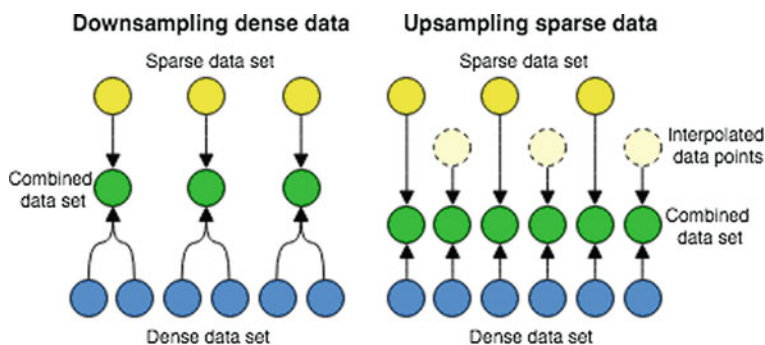 Downsampling dense data
Sparse data set
Combined
data set
Dense data set
Upsampling sparse data
Sparse data set
Interpolated
data points
Combined
data set
Dense data set